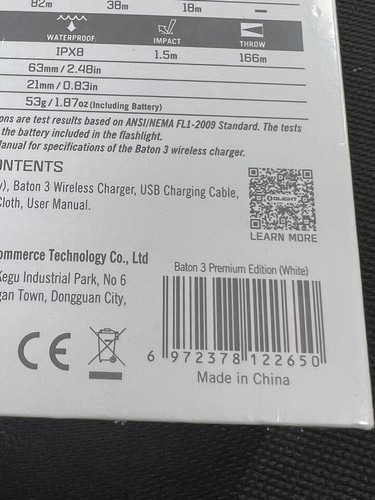 82m 38m 18m —
WATERPROOF IMPACT THROW
IPX8 1.5m 166m
63mm/2.48in
21mm/0.83in
53g/1.87oz (Including Battery)
ons are test results based on ANSI/NEMA FL1-2009 Standard. The tests
the battery included in the flashlight.
anual for specifications of the Baton 3 wireless charger.
ONTENTS
y), Baton 3 Wireless Charger, USB Charging Cable,
Cloth, User Manual.
OLIGHT
LEARN MORE
ommerce Technology Co., Ltd
Kegu Industrial Park, No 6
gan Town, Dongguan City,
Baton 3 Premium Edition (White)
CE
6 972378 122650
Made in China